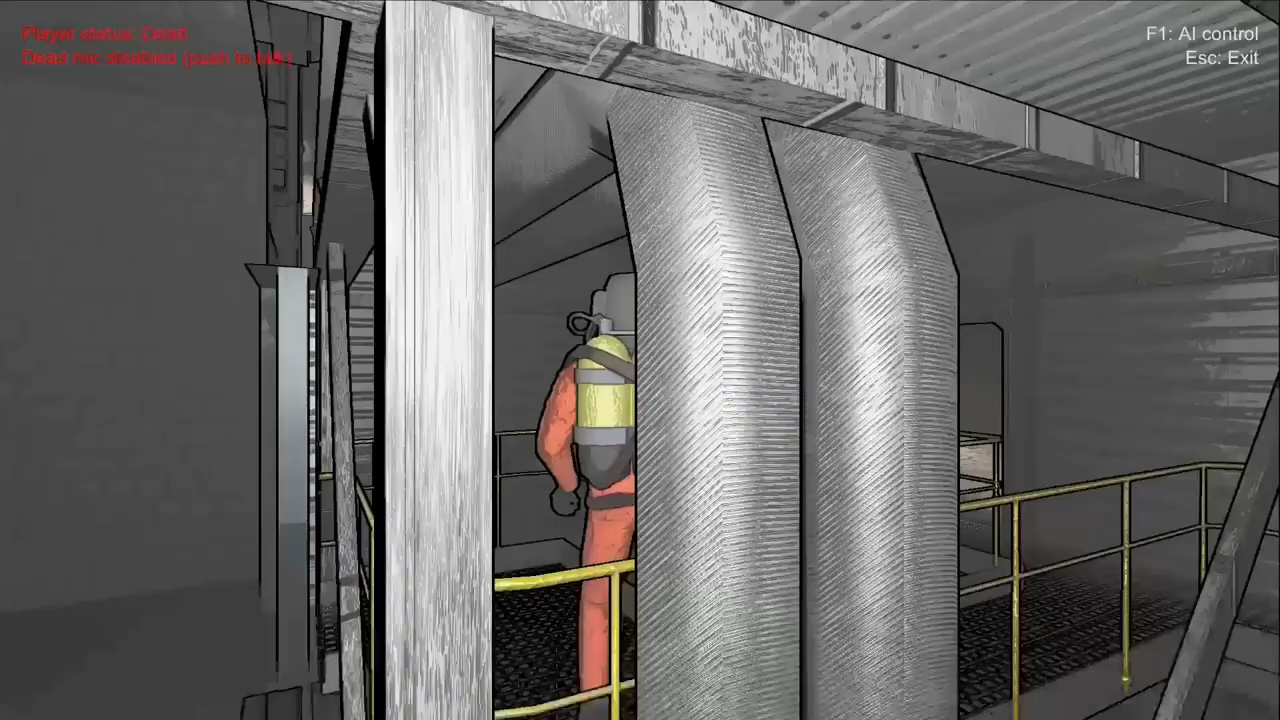 Player status: Dead
Dead mic disabled (push to talk)
F1: AI control
Esc: Exit